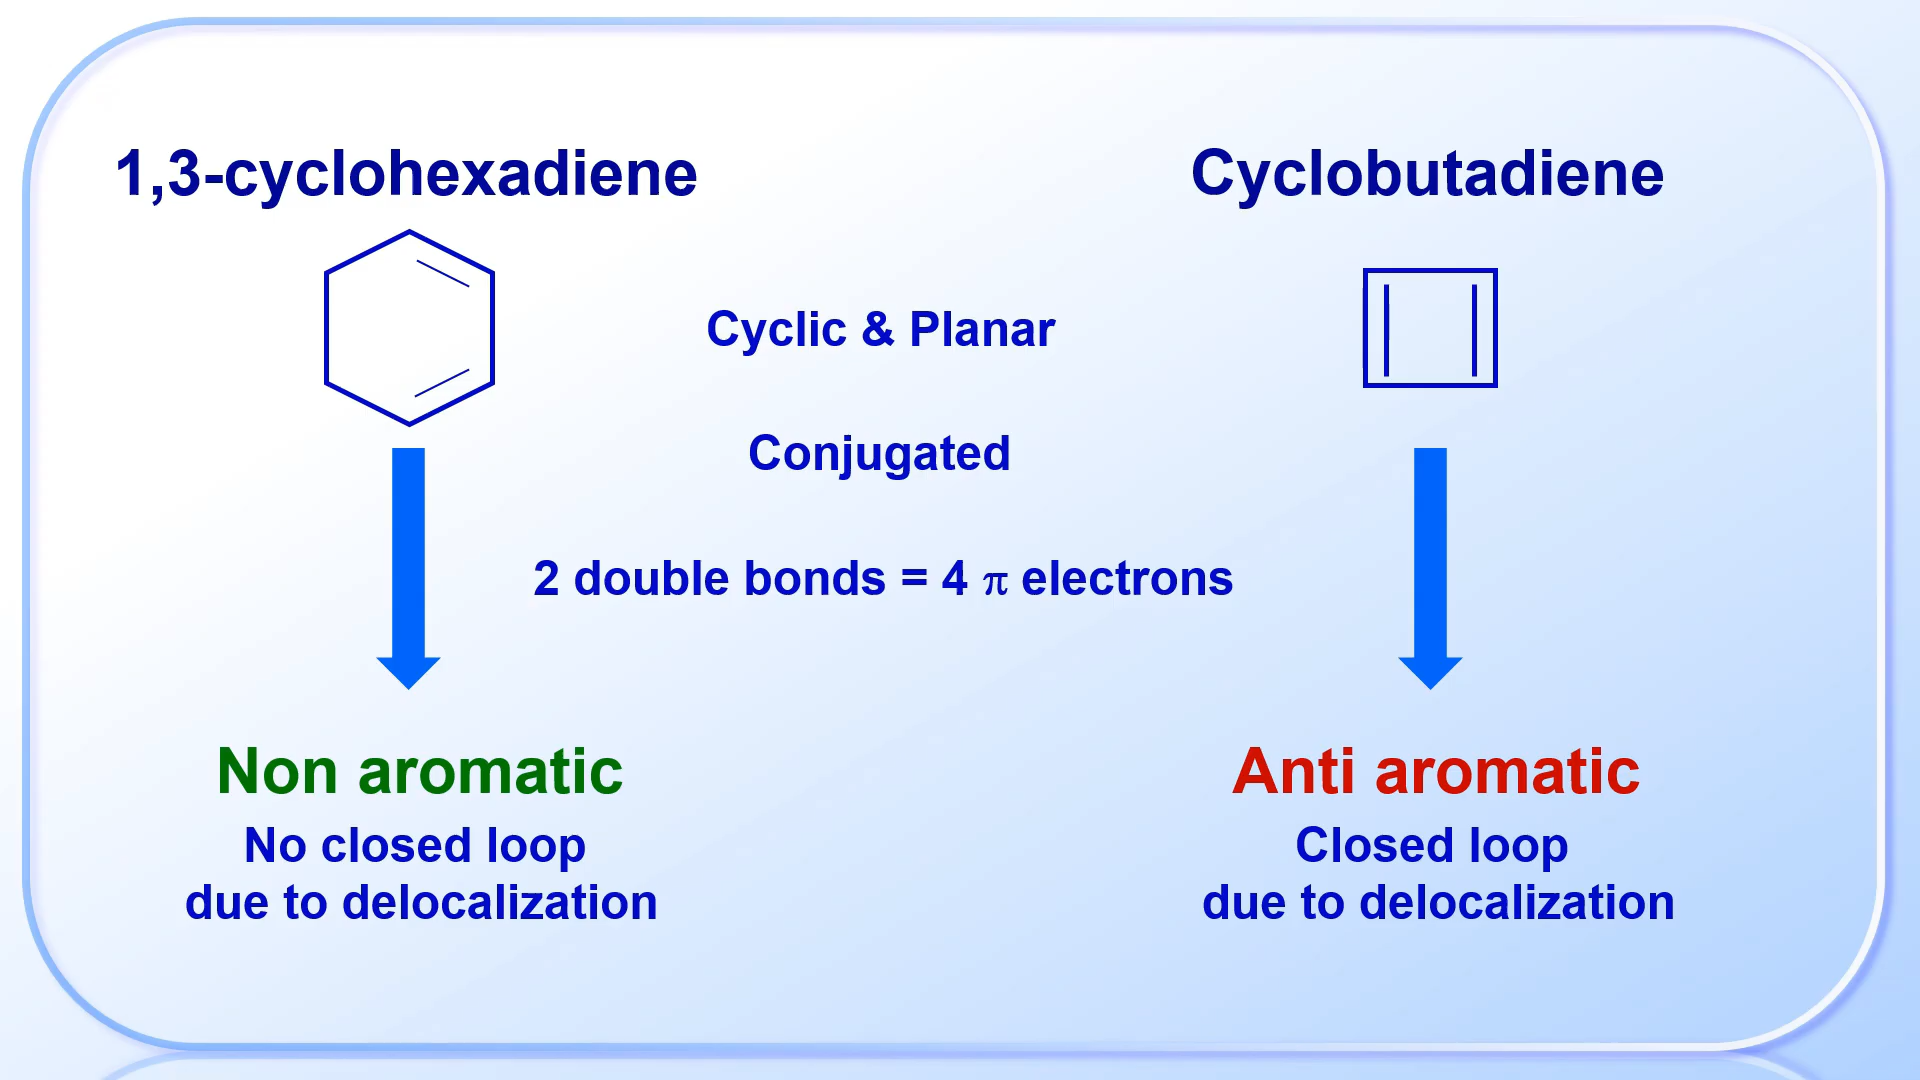 1,3-cyclohexadiene
Cyclobutadiene
Cyclic & Planar
Conjugated
2 double bonds = 4 π electrons
Non aromatic
No closed loop
due to delocalization
Anti aromatic
Closed loop
due to delocalization